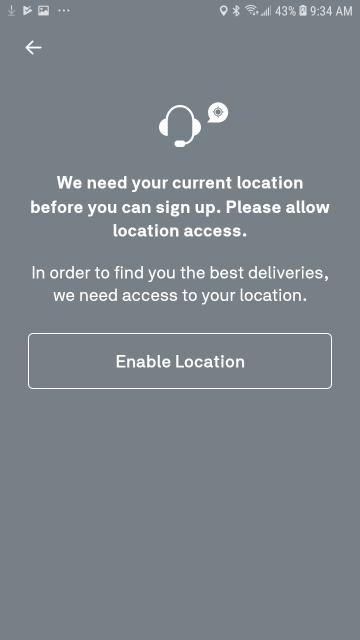 43% 9:34 AM
We need your current location
before you can sign up. Please allow
location access.
In order to find you the best deliveries,
we need access to your location.
Enable Location